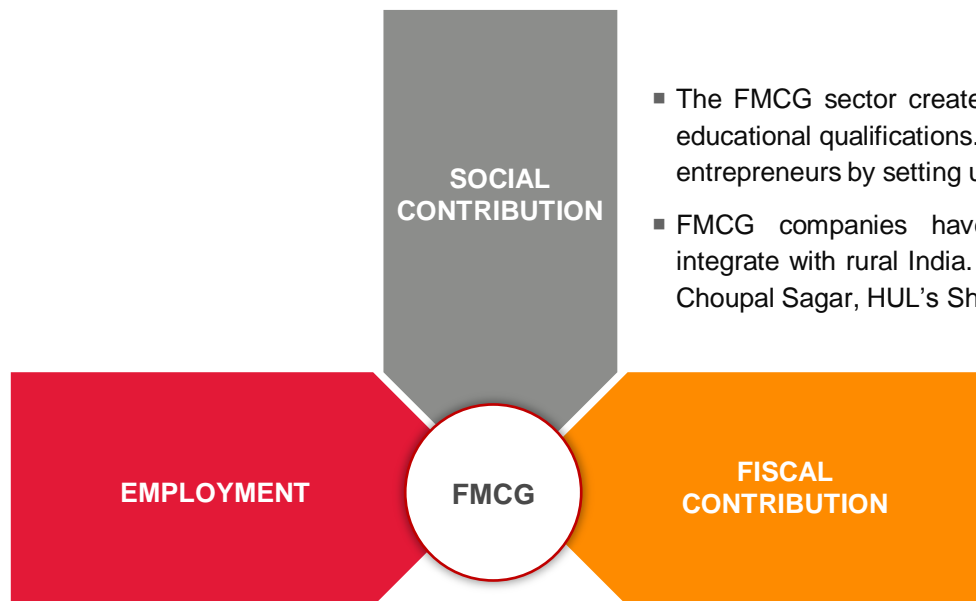 ■ The FMCG sector create
educational qualifications.
entrepreneurs by setting u
SOCIAL
CONTRIBUTION
■ FMCG companies have
integrate with rural India.
Choupal Sagar, HUL’s Sh
EMPLOYMENT
FMCG
FISCAL
CONTRIBUTION